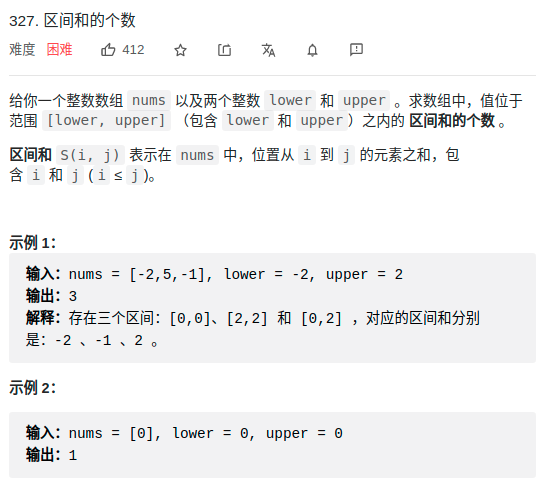 327. 区间和的个数
难度 困难 412
给你一个整数数组 nums 以及两个整数 lower 和 upper 。求数组中，值位于
范围 [lower, upper] （包含 lower 和 upper ）之内的 区间和的个数 。
区间和 S(i, j) 表示在 nums 中，位置从 i 到 j 的元素之和，包
含 i 和 j (i ≤ j)。
示例 1：
输入：nums = [-2,5,-1], lower = -2, upper = 2
输出：3
解释：存在三个区间：[0,0]、[2,2] 和 [0,2] ，对应的区间和分别
是：-2 、-1 、2 。
示例 2：
输入：nums = [0], lower = 0, upper = 0
输出：1